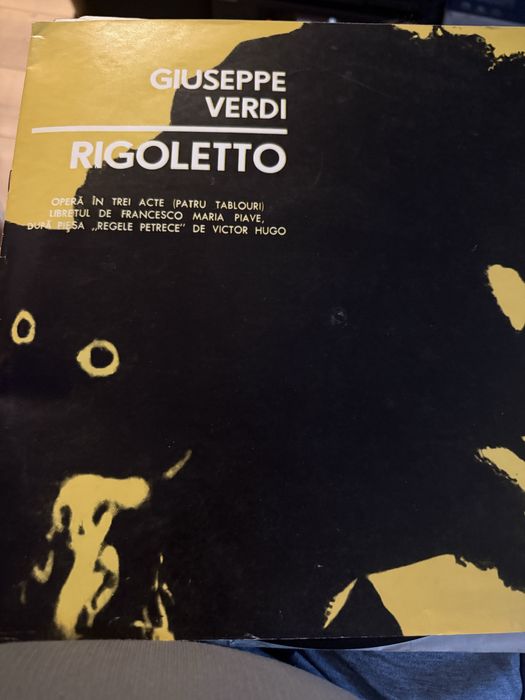 GIUSEPPE
VERDI
RIGOLETTO
OPERĂ ÎN TREI ACTE (PATRU TABLOURI)
LIBRETUL DE FRANCESCO MARIA PIAVE,
DUPĂ PIESA „REGELE PETRECE" DE VICTOR HUGO